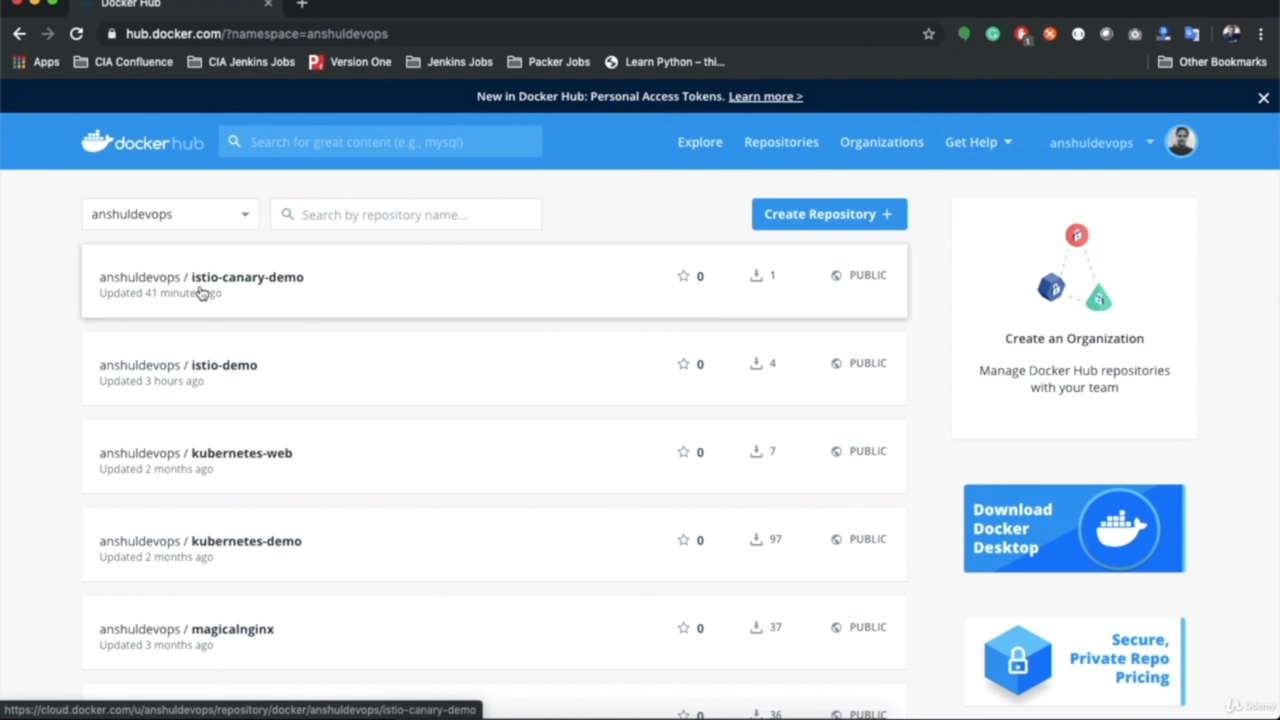 Docker Hub
hub.docker.com/?namespace=anshuldevops
1
Apps CIA Confluence CIA Jenkins Jobs Version One Jenkins Jobs Packer Jobs Learn Python – thi... Other Bookmarks
New in Docker Hub: Personal Access Tokens. Learn more >
docker hub Search for great content (e.g., mysql) Explore Repositories Organizations Get Help anshuldevops
anshuldevops Search by repository name... Create Repository +
anshuldevops / istio-canary-demo 0 1 PUBLIC
Updated 41 minutes ago
anshuldevops / istio-demo 0 4 PUBLIC
Updated 3 hours ago
anshuldevops / kubernetes-web 0 7 PUBLIC
Updated 2 months ago
anshuldevops / kubernetes-demo 0 97 PUBLIC
Updated 2 months ago
anshuldevops / magicalnginx 0 37 PUBLIC
Updated 3 months ago
0 36 PUBLIC
Create an Organization
Manage Docker Hub repositories
with your team
Download
Docker
Desktop
Secure,
Private Repo
Pricing
https://cloud.docker.com/u/anshuldevops/repository/docker/anshuldevops/istio-canary-demo
Udemy